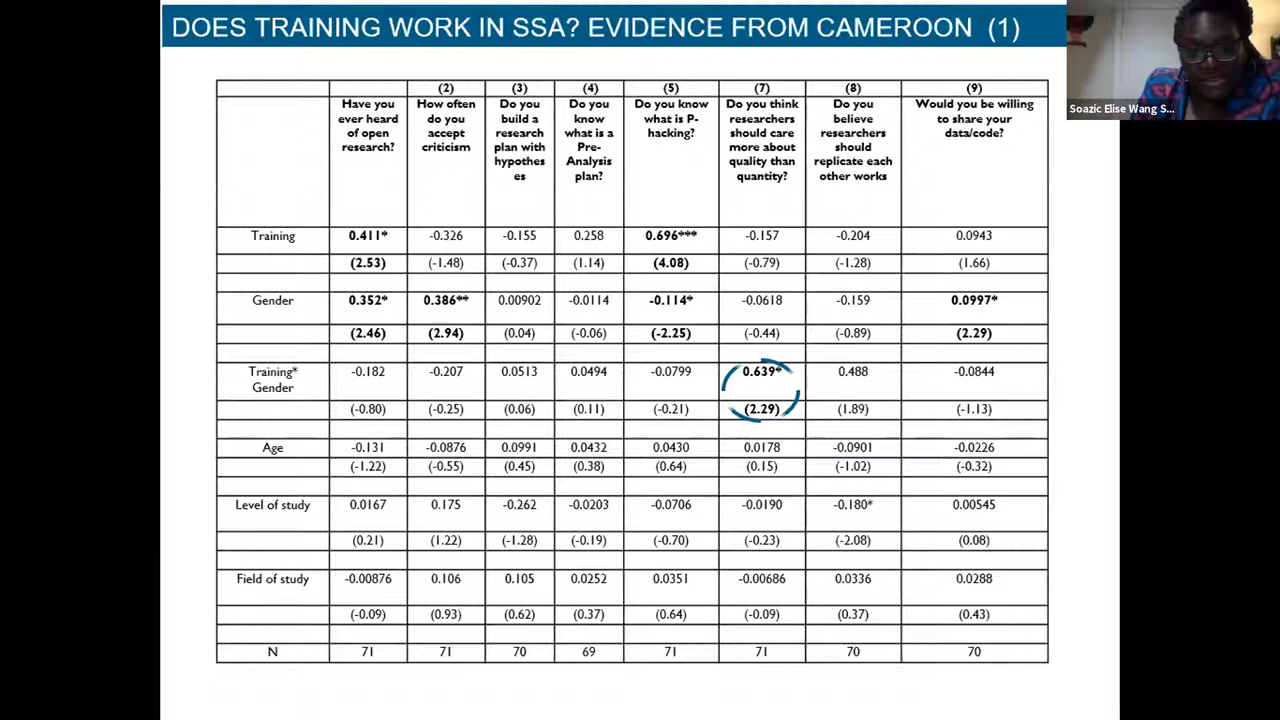 DOES TRAINING WORK IN SSA? EVIDENCE FROM CAMEROON (1)
Soazic Elise Wang S...
(2) (3) (4) (5) (7) (8) (9)
Have you ever heard of open research?
How often do you accept criticism
Do you build a research plan with hypotheses
Do you know what is a Pre-Analysis plan?
Do you know what is P-hacking?
Do you think researchers should care more about quality than quantity?
Do you believe researchers should replicate each other works
Would you be willing to share your data/code?
Training 0.411* -0.326 -0.155 0.258 0.696*** -0.157 -0.204 0.0943
(2.53) (-1.48) (-0.37) (1.14) (4.08) (-0.79) (-1.28) (1.66)
Gender 0.352* 0.386** 0.00902 -0.0114 -0.114* -0.0618 -0.159 0.0997*
(2.46) (2.94) (0.04) (-0.06) (-2.25) (-0.44) (-0.89) (2.29)
Training* Gender -0.182 -0.207 0.0513 0.0494 -0.0799 0.639* 0.488 -0.0844
(-0.80) (-0.25) (0.06) (0.11) (-0.21) (2.29) (1.89) (-1.13)
Age -0.131 -0.0876 0.0991 0.0432 0.0430 0.0178 -0.0901 -0.0226
(-1.22) (-0.55) (0.45) (0.38) (0.64) (0.15) (-1.02) (-0.32)
Level of study 0.0167 0.175 -0.262 -0.0203 -0.0706 -0.0190 -0.180* 0.00545
(0.21) (1.22) (-1.28) (-0.19) (-0.70) (-0.23) (-2.08) (0.08)
Field of study -0.00876 0.106 0.105 0.0252 0.0351 -0.00686 0.0336 0.0288
(-0.09) (0.93) (0.62) (0.37) (0.64) (-0.09) (0.37) (0.43)
N 71 71 70 69 71 71 70 70